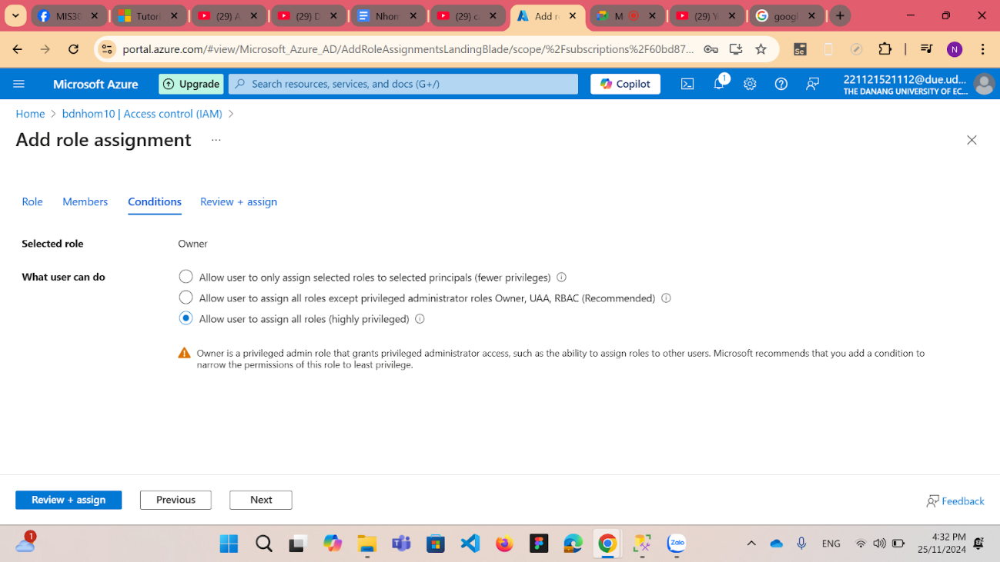 MIS30
Tutori
(29) A
(29) D
Nhom
(29) c
Add r
M
(29) Y
googl
portal.azure.com/#view/Microsoft_Azure_AD/AddRoleAssignmentsLandingBlade/scope/%2Fsubscriptions%2F60bd87...
Se
N
Microsoft Azure
Upgrade
Search resources, services, and docs (G+/)
Copilot
1
221121521112@due.ud...
THE DANANG UNIVERSITY OF EC...
Home > bdnhom10 | Access control (IAM) >
Add role assignment ...
Role Members Conditions Review + assign
Selected role Owner
What user can do
Allow user to only assign selected roles to selected principals (fewer privileges)
Allow user to assign all roles except privileged administrator roles Owner, UAA, RBAC (Recommended)
Allow user to assign all roles (highly privileged)
Owner is a privileged admin role that grants privileged administrator access, such as the ability to assign roles to other users. Microsoft recommends that you add a condition to
narrow the permissions of this role to least privilege.
Review + assign Previous Next Feedback
1
Zalo
ENG
4:32 PM
25/11/2024